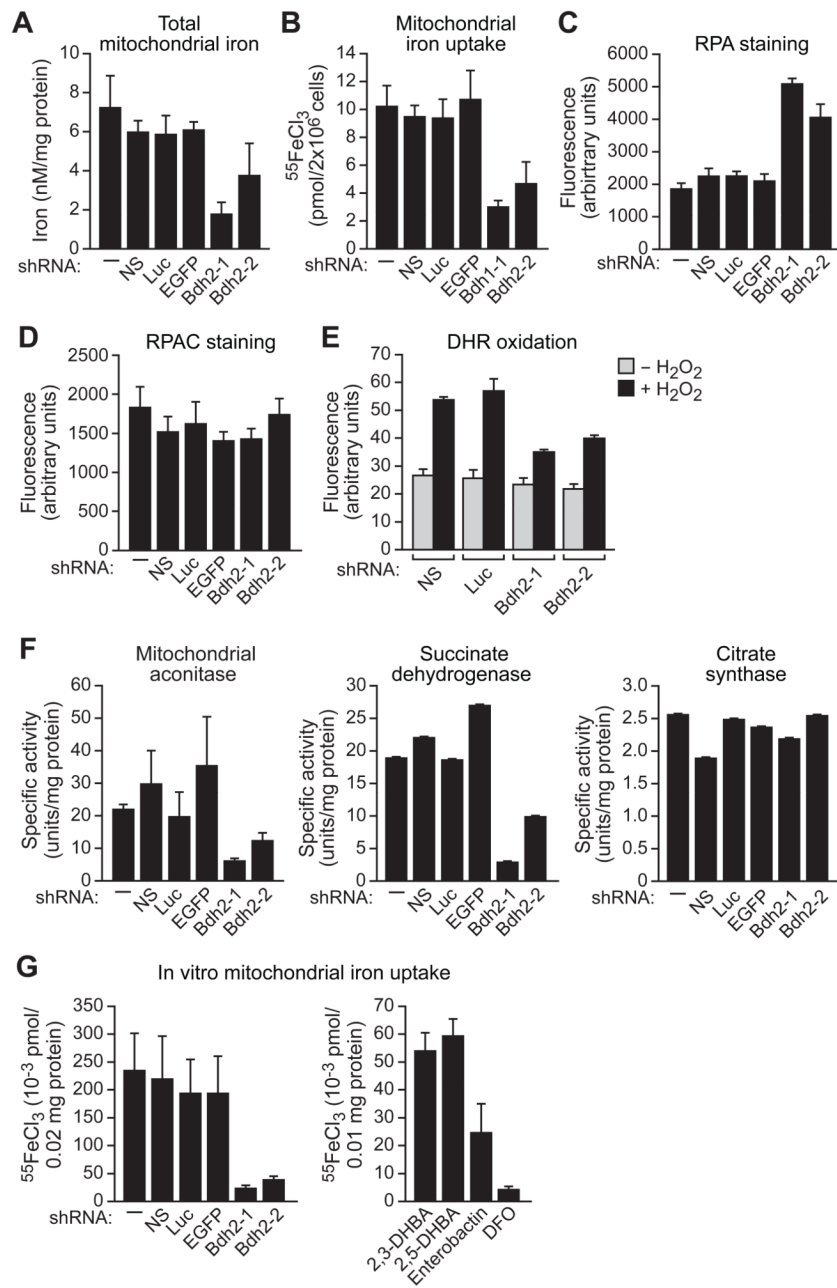 A
Total
mitochondrial iron
Iron (nM/mg protein)
10
8
6
4
2
0
shRNA:
–
NS
Luc
EGFP
Bdh2-1
Bdh2-2
B
Mitochondrial
iron uptake
55FeCl3
(pmol/2x10^6 cells)
14
12
10
8
6
4
2
0
shRNA:
–
NS
Luc
EGFP
Bdh1-1
Bdh2-2
C
RPA staining
Fluorescence
(arbirtrary units)
6000
5000
4000
3000
2000
1000
0
shRNA:
–
NS
Luc
EGFP
Bdh2-1
Bdh2-2
D
RPAC staining
Fluorescence
(arbitrary units)
2500
2000
1500
1000
500
0
shRNA:
–
NS
Luc
EGFP
Bdh2-1
Bdh2-2
E
DHR oxidation
Fluorescence
(arbitrary units)
70
60
50
40
30
20
10
0
shRNA:
NS
Luc
Bdh2-1
Bdh2-2
– H2O2
+ H2O2
F
Mitochondrial
aconitase
Specific activity
(units/mg protein)
60
50
40
30
20
10
0
shRNA:
–
NS
Luc
EGFP
Bdh2-1
Bdh2-2
Succinate
dehydrogenase
Specific activity
(units/mg protein)
30
25
20
15
10
5
0
shRNA:
–
NS
Luc
EGFP
Bdh2-1
Bdh2-2
Citrate
synthase
Specific activity
(units/mg protein)
3.0
2.5
2.0
1.5
1.0
0.5
0
shRNA:
–
NS
Luc
EGFP
Bdh2-1
Bdh2-2
G
In vitro mitochondrial iron uptake
55FeCl3 (10^-3 pmol/
0.02 mg protein)
350
300
250
200
150
100
50
0
shRNA:
–
NS
Luc
EGFP
Bdh2-1
Bdh2-2
55FeCl3 (10^-3 pmol/
0.01 mg protein)
70
60
50
40
30
20
10
0
2,3-DHBA
2,5-DHBA
Enterobactin
DFO